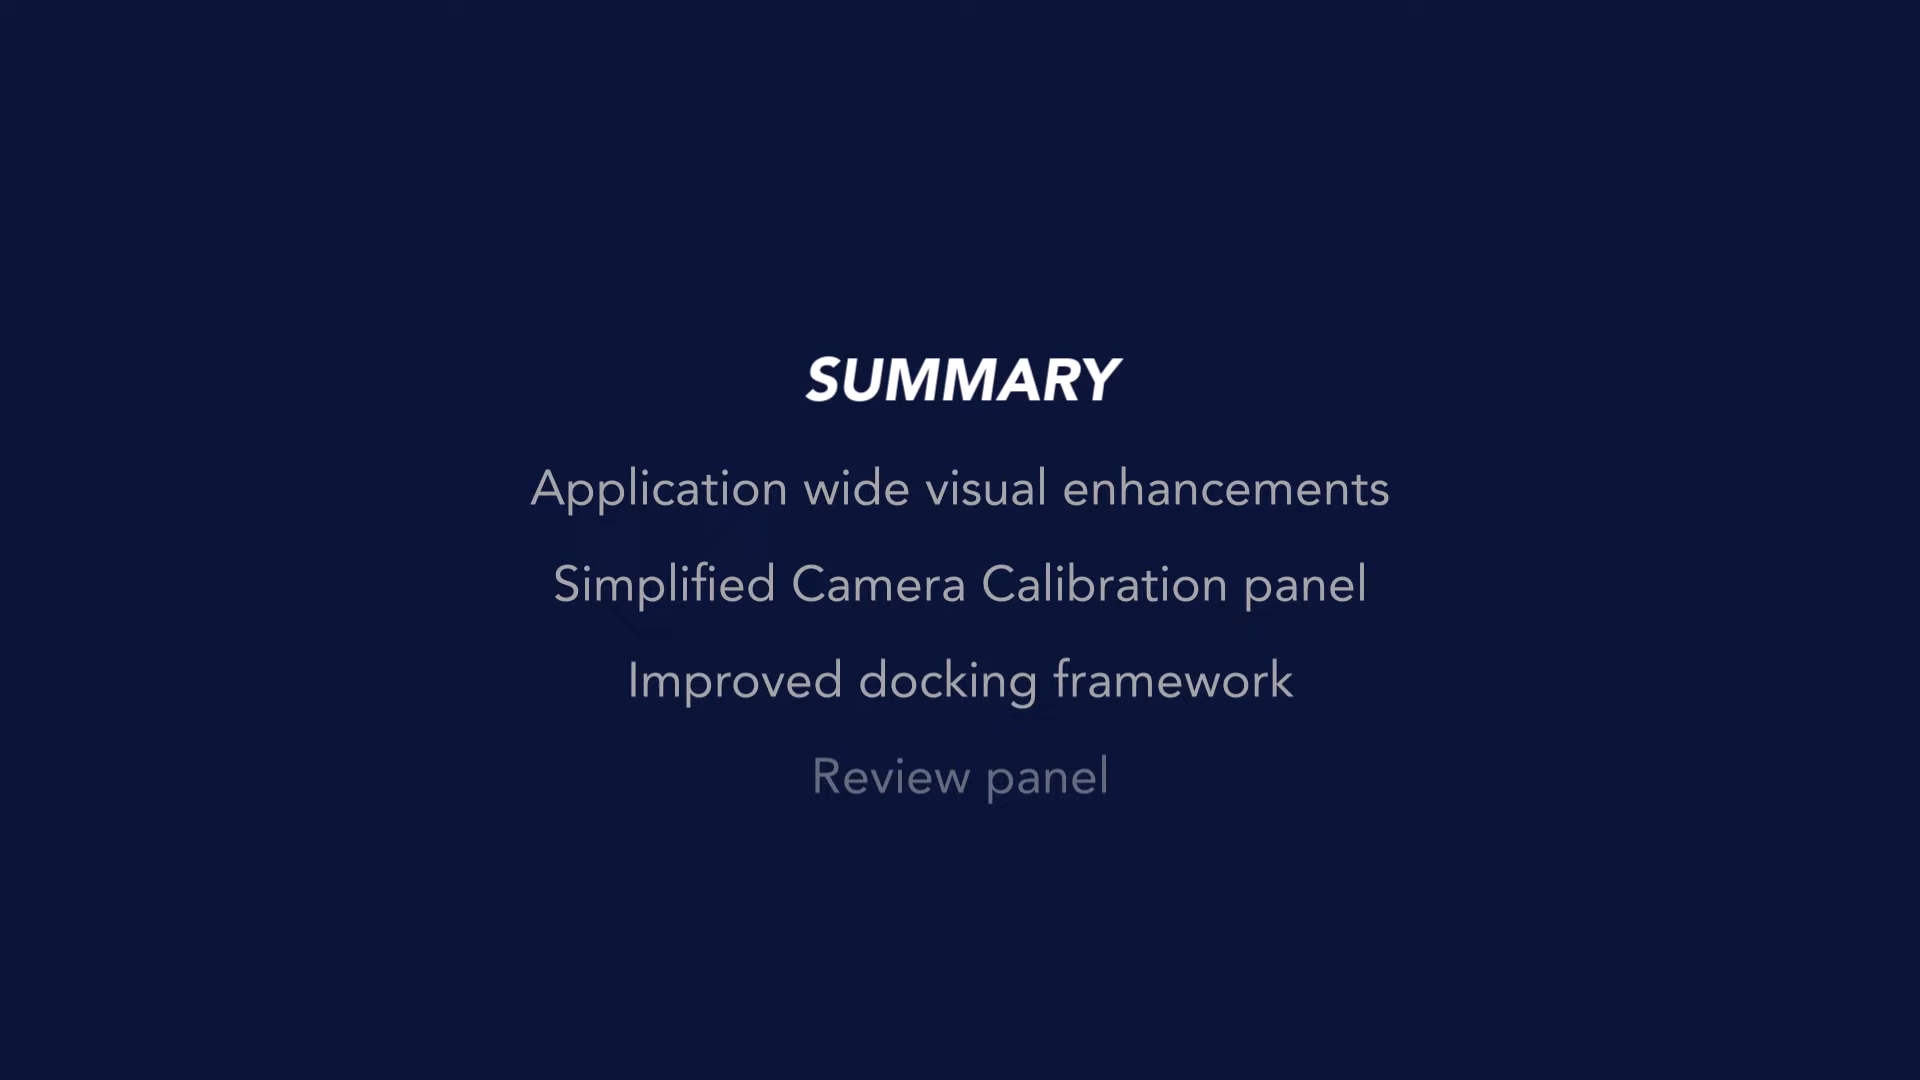 SUMMARY
Application wide visual enhancements
Simplified Camera Calibration panel
Improved docking framework
Review panel